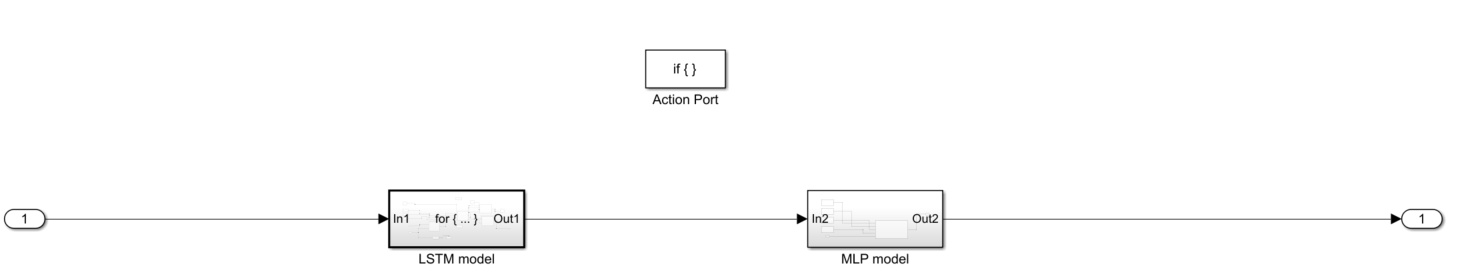 if { }
Action Port
1
In1
for { ... }
Out1
In2
Out2
1
LSTM model
MLP model